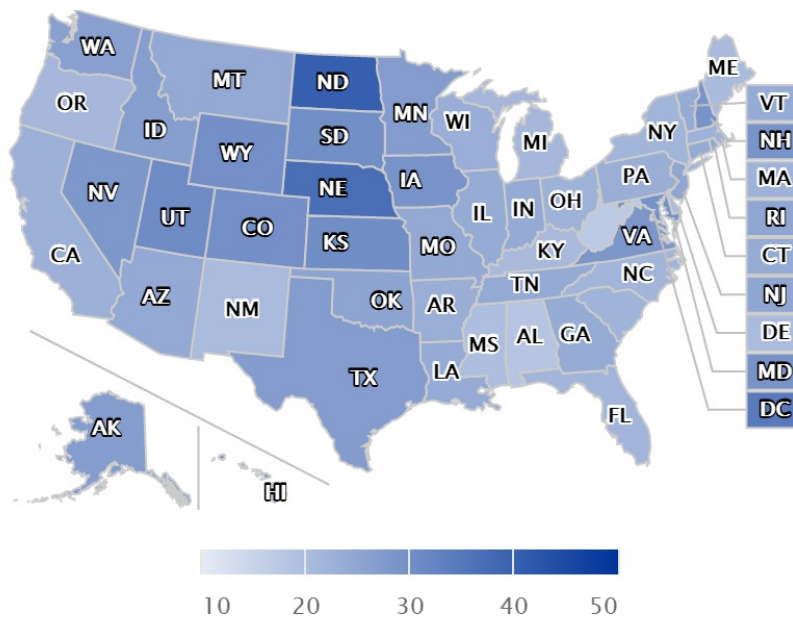 WA
MT
ND
MN
ME
OR
ID
SD
WI
VT
WY
MI
NY
NH
NE
IA
MA
NV
UT
CO
IL
IN
OH
PA
RI
KS
MO
KY
VA
CT
CA
TN
NC
NJ
AZ
NM
OK
AR
DE
MS
AL
GA
MD
TX
LA
DC
FL
AK
HI
10 20 30 40 50